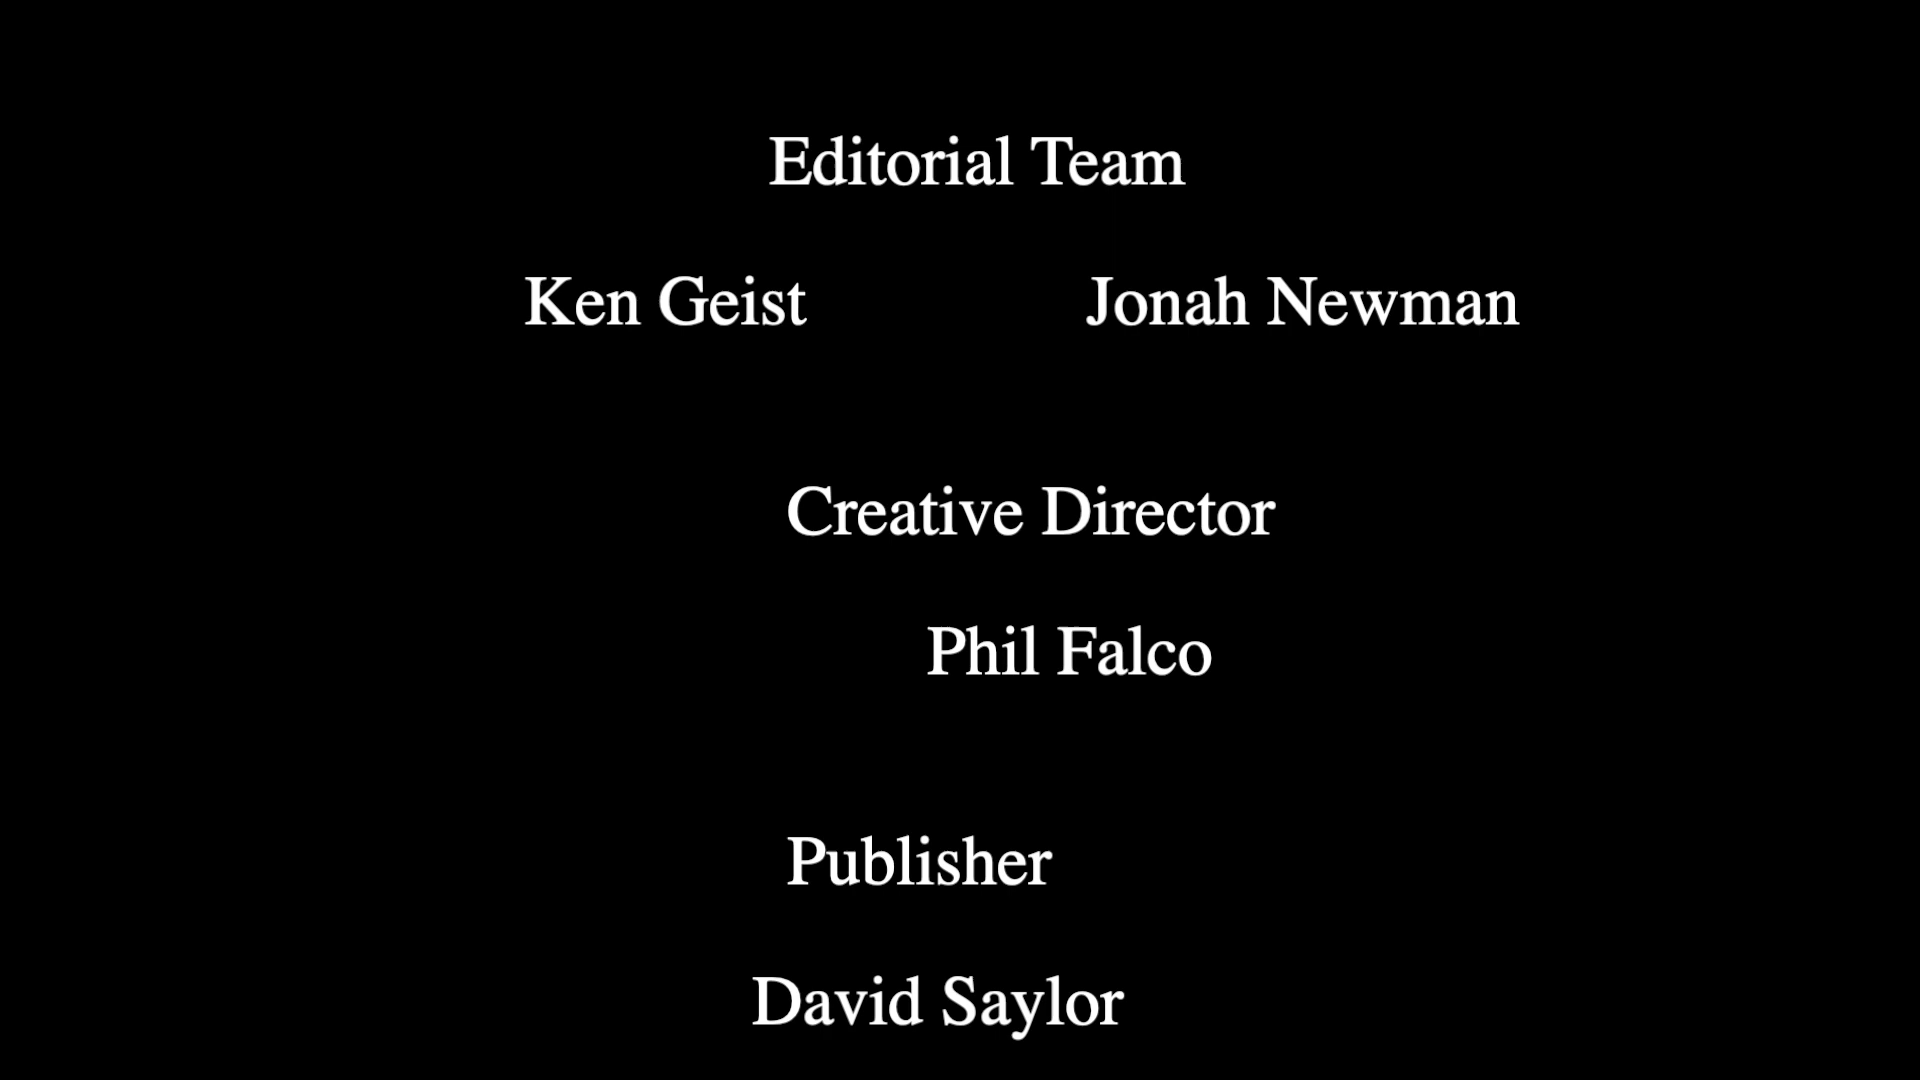 Editorial Team
Ken Geist Jonah Newman
Creative Director
Phil Falco
Publisher
David Saylor